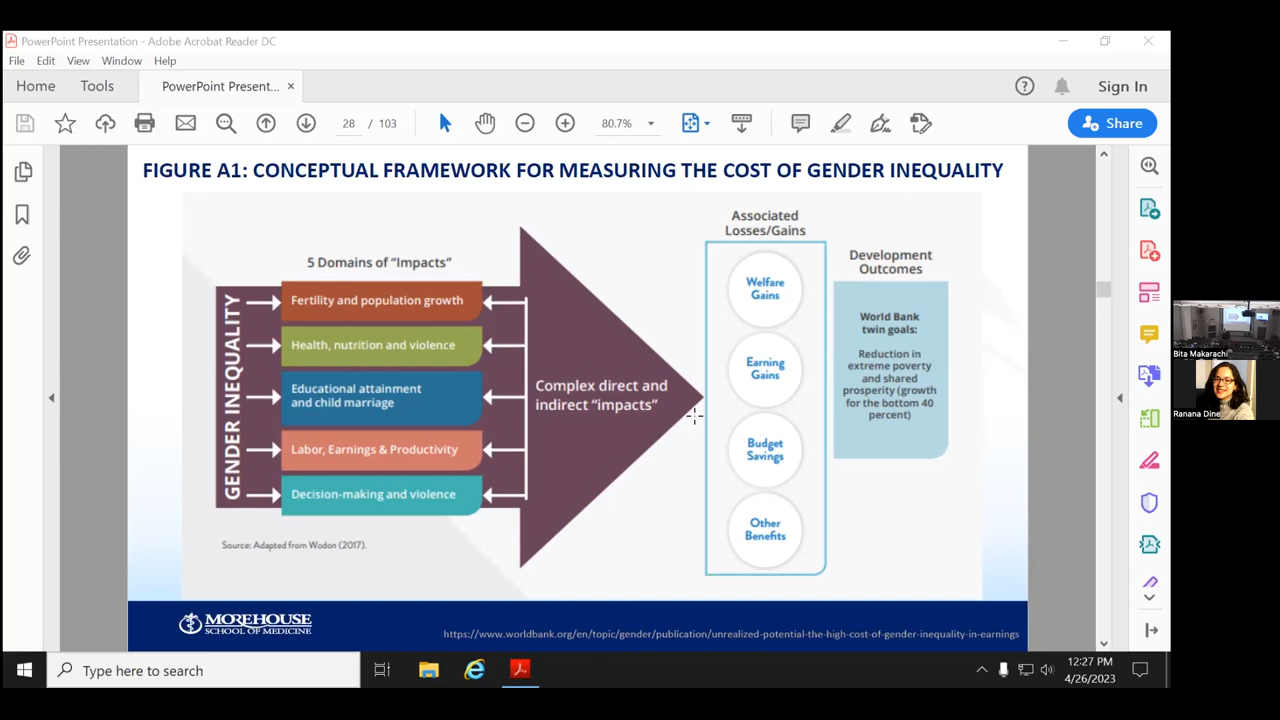 PowerPoint Presentation - Adobe Acrobat Reader DC
File Edit View Window Help
Home Tools PowerPoint Present... ×
Sign In
28 / 103
80.7%
Share
FIGURE A1: CONCEPTUAL FRAMEWORK FOR MEASURING THE COST OF GENDER INEQUALITY
5 Domains of “Impacts”
GENDER INEQUALITY
Fertility and population growth
Health, nutrition and violence
Educational attainment
and child marriage
Labor, Earnings & Productivity
Decision-making and violence
Complex direct and
indirect “impacts”
Associated
Losses/Gains
Welfare
Gains
Earning
Gains
Budget
Savings
Other
Benefits
Development
Outcomes
World Bank
twin goals:
Reduction in
extreme poverty
and shared
prosperity (growth
for the bottom 40
percent)
Source: Adapted from Wodon (2017).
MOREHOUSE
SCHOOL OF MEDICINE
https://www.worldbank.org/en/topic/gender/publication/unrealized-potential-the-high-cost-of-gender-inequality-in-earnings
Bita Makarachi
Ranana Dine
Type here to search
12:27 PM
4/26/2023